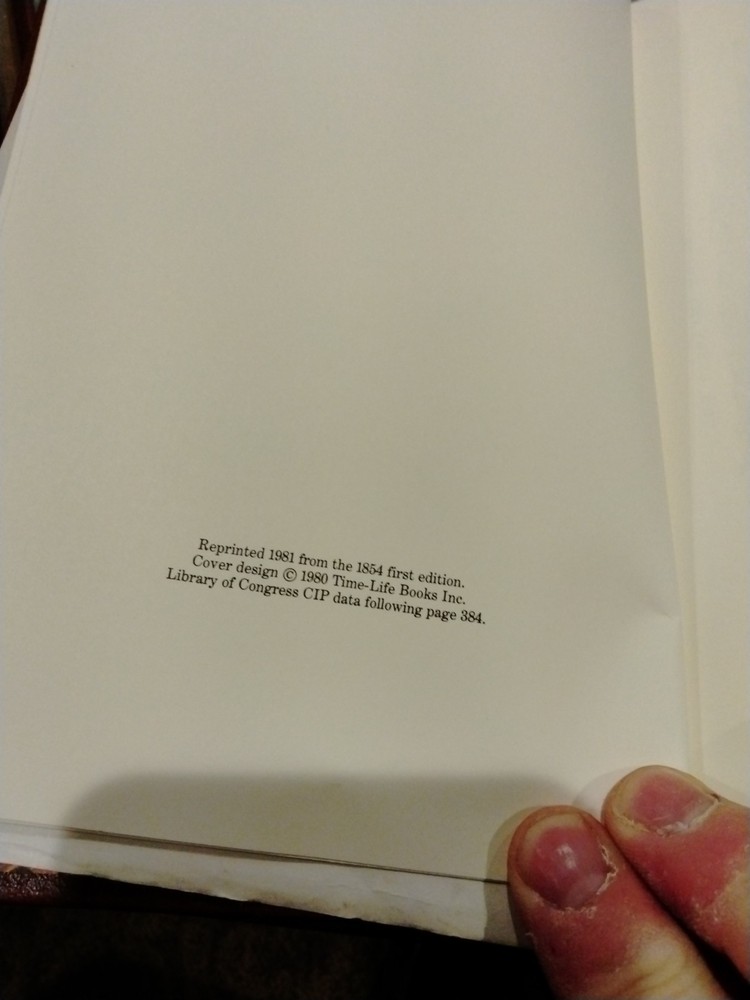 Reprinted 1981 from the 1854 first edition.
Cover design © 1980 Time-Life Books Inc.
Library of Congress CIP data following page 384.